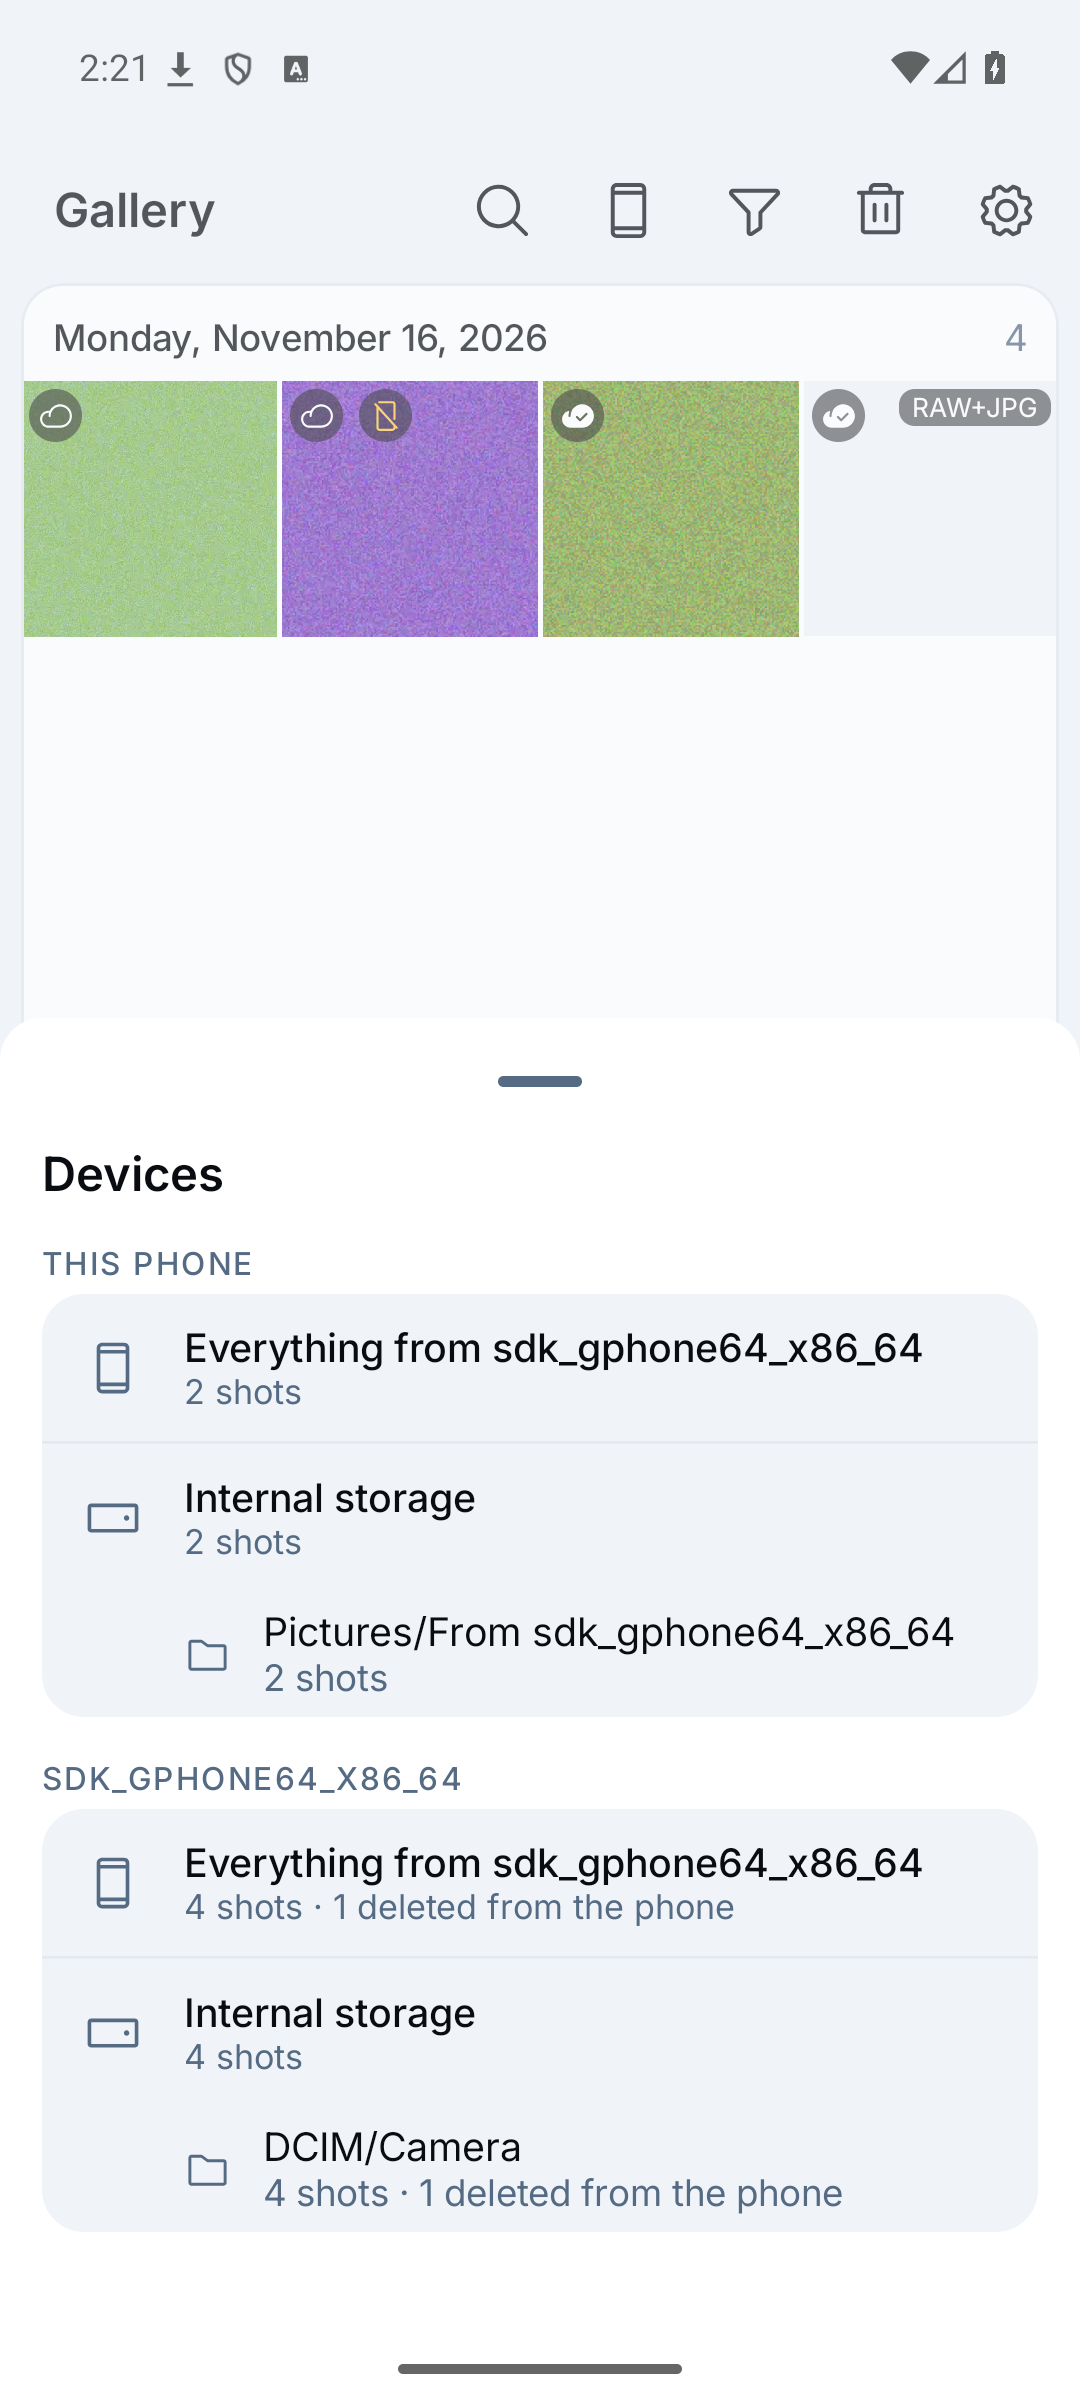 2:21
Gallery
Monday, November 16, 2026
4
RAW+JPG
Devices
THIS PHONE
Everything from sdk_gphone64_x86_64
2 shots
Internal storage
2 shots
Pictures/From sdk_gphone64_x86_64
2 shots
SDK_GPHONE64_X86_64
Everything from sdk_gphone64_x86_64
4 shots · 1 deleted from the phone
Internal storage
4 shots
DCIM/Camera
4 shots · 1 deleted from the phone